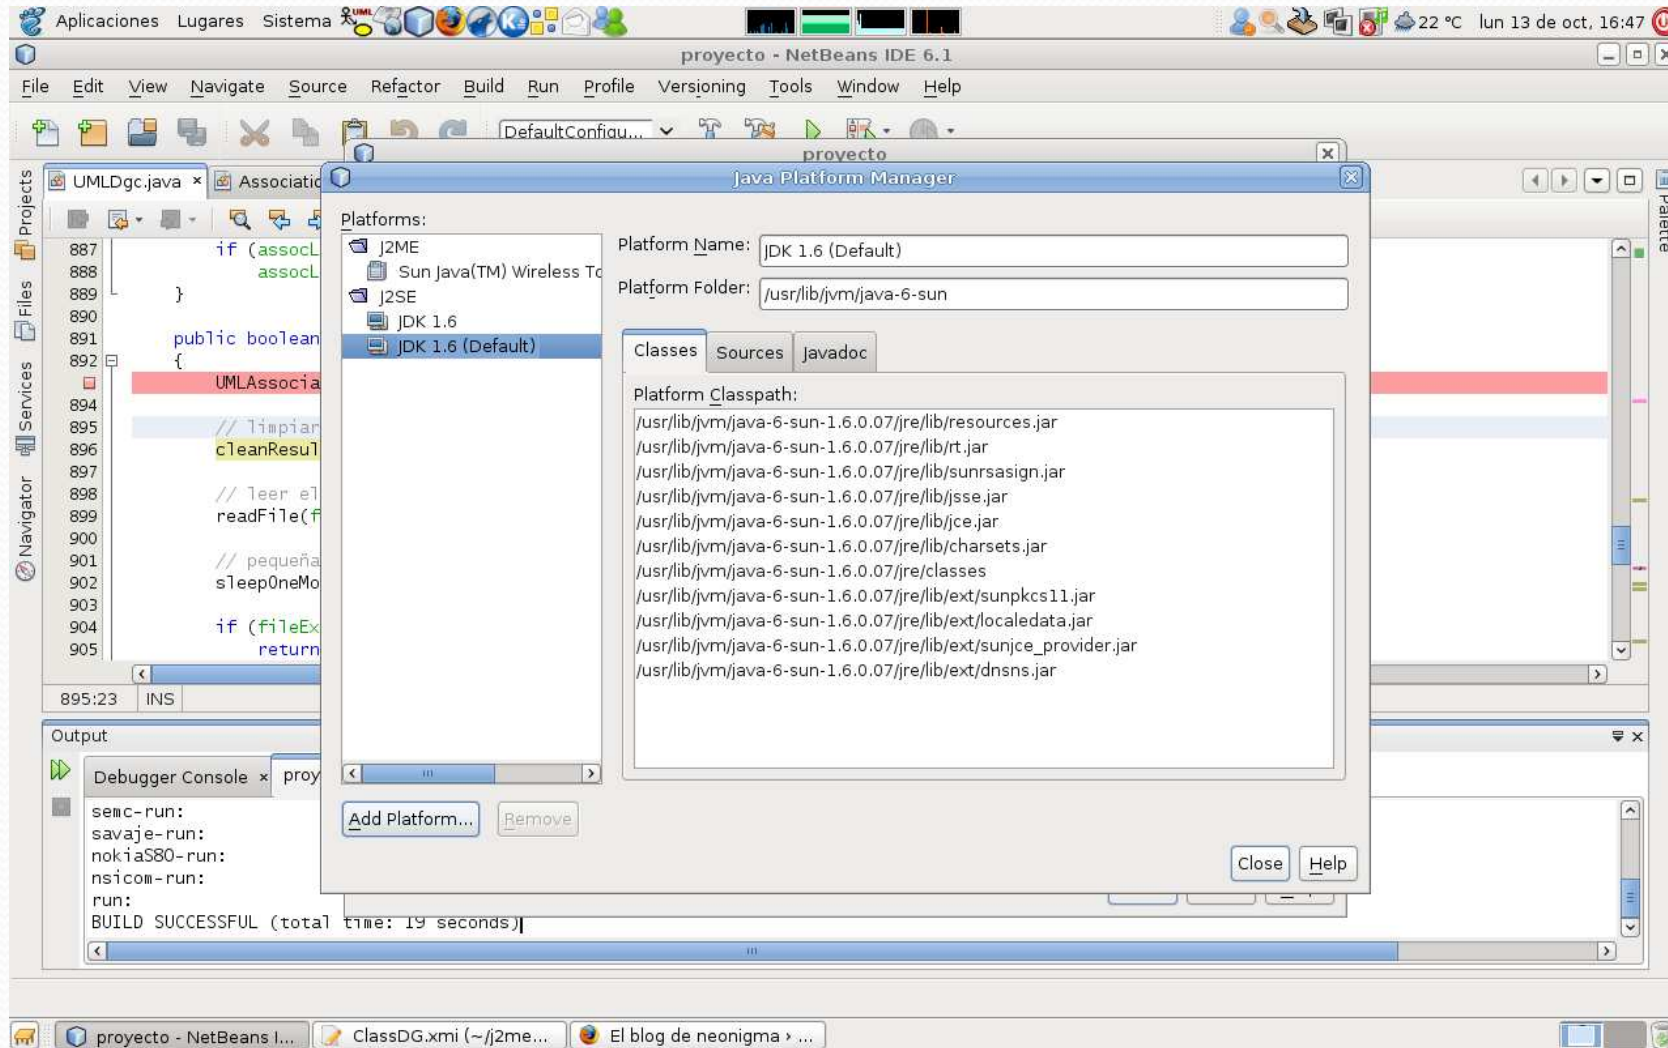 Aplicaciones Lugares Sistema
22 °C lun 13 de oct, 16:47
proyecto - NetBeans IDE 6.1
File Edit View Navigate Source Refactor Build Run Profile Versioning Tools Window Help
DefaultConfigu...
proyecto
Java Platform Manager
UMLDgc.java × Associatio
Projects
Files
Services
Navigator
Palette
887 if (assocL
888 assocL
889 }
890
891 public boolean
892 {
UMLAssocia
894
895 // limpiar
896 cleanResul
897
898 // leer el
899 readFile(f
900
901 // pequeña
902 sleepOneMo
903
904 if (fileEx
905 return
895:23 INS
Platforms:
J2ME
Sun Java(TM) Wireless To
J2SE
JDK 1.6
JDK 1.6 (Default)
Platform Name: JDK 1.6 (Default)
Platform Folder: /usr/lib/jvm/java-6-sun
Classes Sources Javadoc
Platform Classpath:
/usr/lib/jvm/java-6-sun-1.6.0.07/jre/lib/resources.jar
/usr/lib/jvm/java-6-sun-1.6.0.07/jre/lib/rt.jar
/usr/lib/jvm/java-6-sun-1.6.0.07/jre/lib/sunrsasign.jar
/usr/lib/jvm/java-6-sun-1.6.0.07/jre/lib/jsse.jar
/usr/lib/jvm/java-6-sun-1.6.0.07/jre/lib/jce.jar
/usr/lib/jvm/java-6-sun-1.6.0.07/jre/lib/charsets.jar
/usr/lib/jvm/java-6-sun-1.6.0.07/jre/classes
/usr/lib/jvm/java-6-sun-1.6.0.07/jre/lib/ext/sunpkcs11.jar
/usr/lib/jvm/java-6-sun-1.6.0.07/jre/lib/ext/localedata.jar
/usr/lib/jvm/java-6-sun-1.6.0.07/jre/lib/ext/sunjce_provider.jar
/usr/lib/jvm/java-6-sun-1.6.0.07/jre/lib/ext/dnsns.jar
Add Platform... Remove
Close Help
Output
Debugger Console × proy
semc-run:
savaje-run:
nokiaS80-run:
nsicom-run:
run:
BUILD SUCCESSFUL (total time: 19 seconds)
proyecto - NetBeans I... ClassDG.xmi (~/j2me... El blog de neonigma › ...